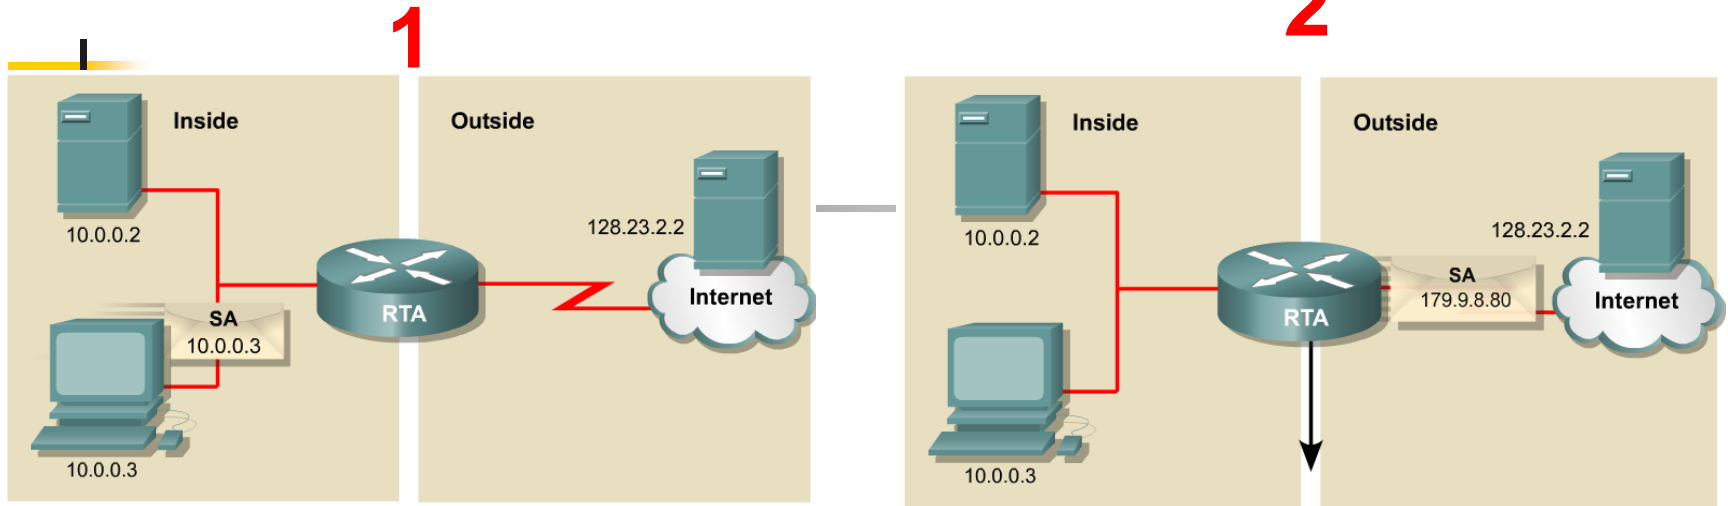 1
Inside
Outside
10.0.0.2
128.23.2.2
Internet
RTA
SA
10.0.0.3
10.0.0.3
2
Inside
Outside
10.0.0.2
128.23.2.2
SA
179.9.8.80
Internet
RTA
10.0.0.3